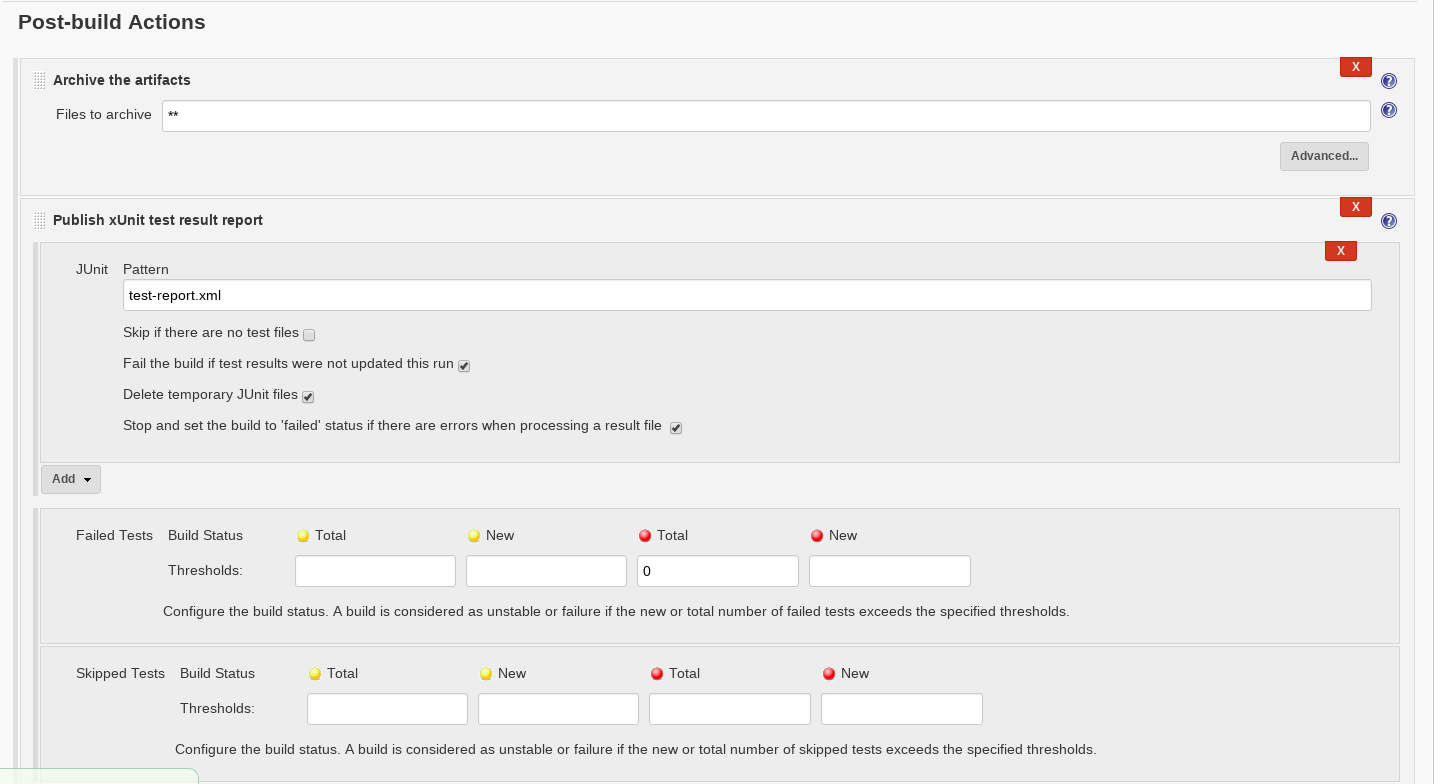 Post-build Actions
X
Archive the artifacts
?
Files to archive **
?
Advanced...
X
Publish xUnit test result report
?
X
JUnit Pattern
test-report.xml
Skip if there are no test files
Fail the build if test results were not updated this run
Delete temporary JUnit files
Stop and set the build to 'failed' status if there are errors when processing a result file
Add
Failed Tests Build Status Total New Total New
Thresholds: 0
Configure the build status. A build is considered as unstable or failure if the new or total number of failed tests exceeds the specified thresholds.
Skipped Tests Build Status Total New Total New
Thresholds:
Configure the build status. A build is considered as unstable or failure if the new or total number of skipped tests exceeds the specified thresholds.